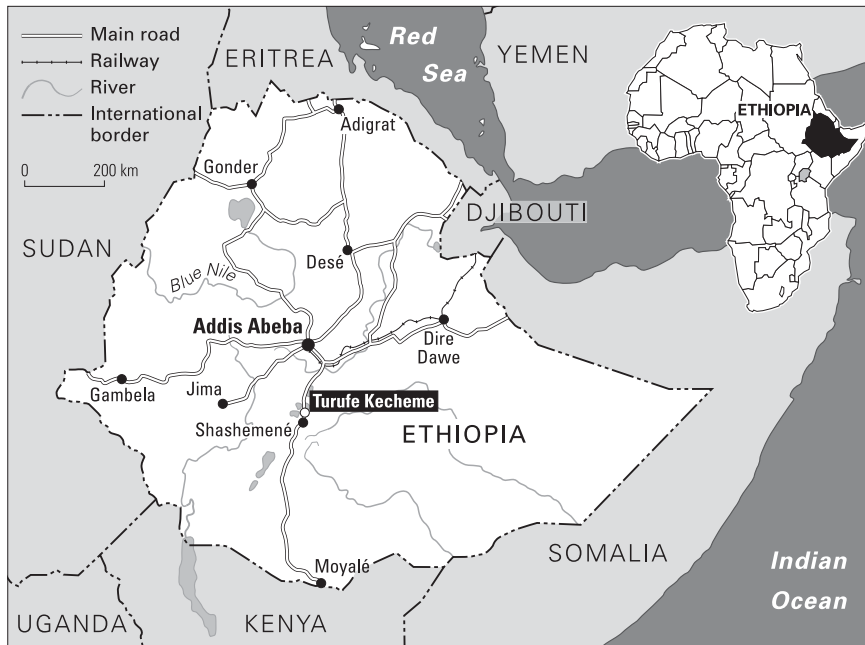 Main road
Railway
River
International
border
0 200 km
Red
Sea
YEMEN
ERITREA
Adigrat
ETHIOPIA
Gonder
DJIBOUTI
SUDAN
Desé
Blue Nile
Addis Abeba
Dire
Dawe
Gambela
Jima
Turufe Kecheme
Shashemené
ETHIOPIA
SOMALIA
Moyalé
Indian
Ocean
UGANDA
KENYA